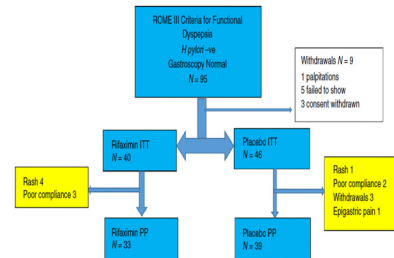 ROME III Criteria for Functional
Dyspepsia
H pylori –ve
Gastroscopy Normal
N = 95
Withdrawals N = 9
1 palpitations
5 failed to show
3 consent withdrawn
Rifaximin ITT
N = 40
Placebo ITT
N = 46
Rash 4
Poor compliance 3
Rash 1
Poor compliance 2
Withdrawals 3
Epigastric pain 1
Rifaximin PP
N = 33
Placebo PP
N = 39